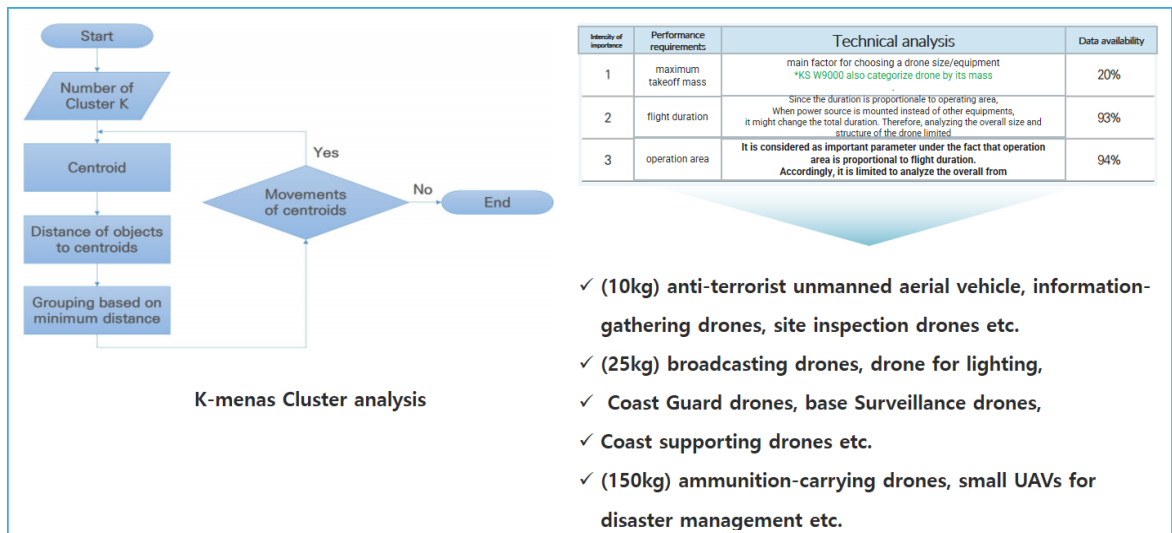 Start
Number of
Cluster K
Centroid
Distance of objects
to centroids
Grouping based on
minimum distance
Yes
Movements
of centroids
No
End
K-menas Cluster analysis
Intensity of
importance
Performance
requirements
Technical analysis
Data availability
1
maximum
takeoff mass
main factor for choosing a drone size/equipment
*KS W9000 also categorize drone by its mass
.
20%
2
flight duration
Since the duration is proportionale to operating area,
When power source is mounted instead of other equipments,
it might change the total duration. Therefore, analyzing the overall size and
structure of the drone limited
93%
3
operation area
It is considered as important parameter under the fact that operation
area is proportional to flight duration.
Accordingly, it is limited to analyze the overall from
94%
✓ (10kg) anti-terrorist unmanned aerial vehicle, information-
gathering drones, site inspection drones etc.
✓ (25kg) broadcasting drones, drone for lighting,
✓ Coast Guard drones, base Surveillance drones,
✓ Coast supporting drones etc.
✓ (150kg) ammunition-carrying drones, small UAVs for
disaster management etc.